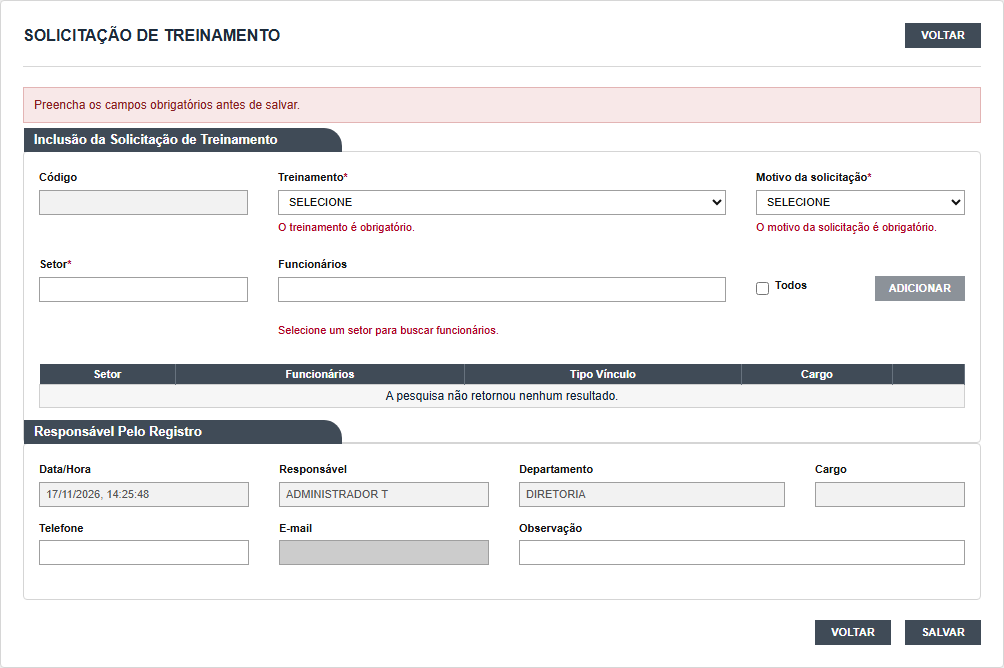 SOLICITAÇÃO DE TREINAMENTO
VOLTAR
Preencha os campos obrigatórios antes de salvar.
Inclusão da Solicitação de Treinamento
Código
Treinamento*
Motivo da solicitação*
SELECIONE
SELECIONE
O treinamento é obrigatório.
O motivo da solicitação é obrigatório.
Setor*
Funcionários
Todos
ADICIONAR
Selecione um setor para buscar funcionários.
Setor
Funcionários
Tipo Vínculo
Cargo
A pesquisa não retornou nenhum resultado.
Responsável Pelo Registro
Data/Hora
Responsável
Departamento
Cargo
17/11/2026, 14:25:48
ADMINISTRADOR T
DIRETORIA
Telefone
E-mail
Observação
VOLTAR
SALVAR